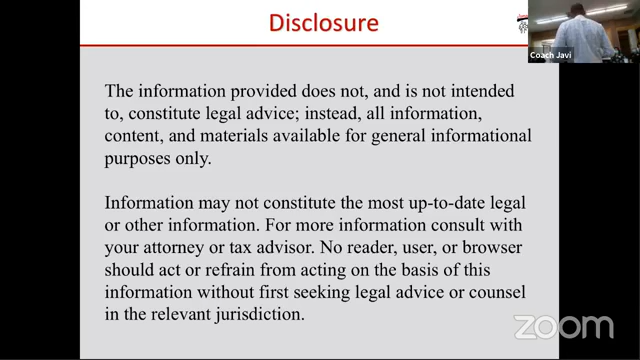 Disclosure
Coach Javi
The information provided does not, and is not intended
to, constitute legal advice; instead, all information,
content, and materials available for general informational
purposes only.
Information may not constitute the most up-to-date legal
or other information. For more information consult with
your attorney or tax advisor. No reader, user, or browser
should act or refrain from acting on the basis of this
information without first seeking legal advice or counsel
in the relevant jurisdiction.
zoom